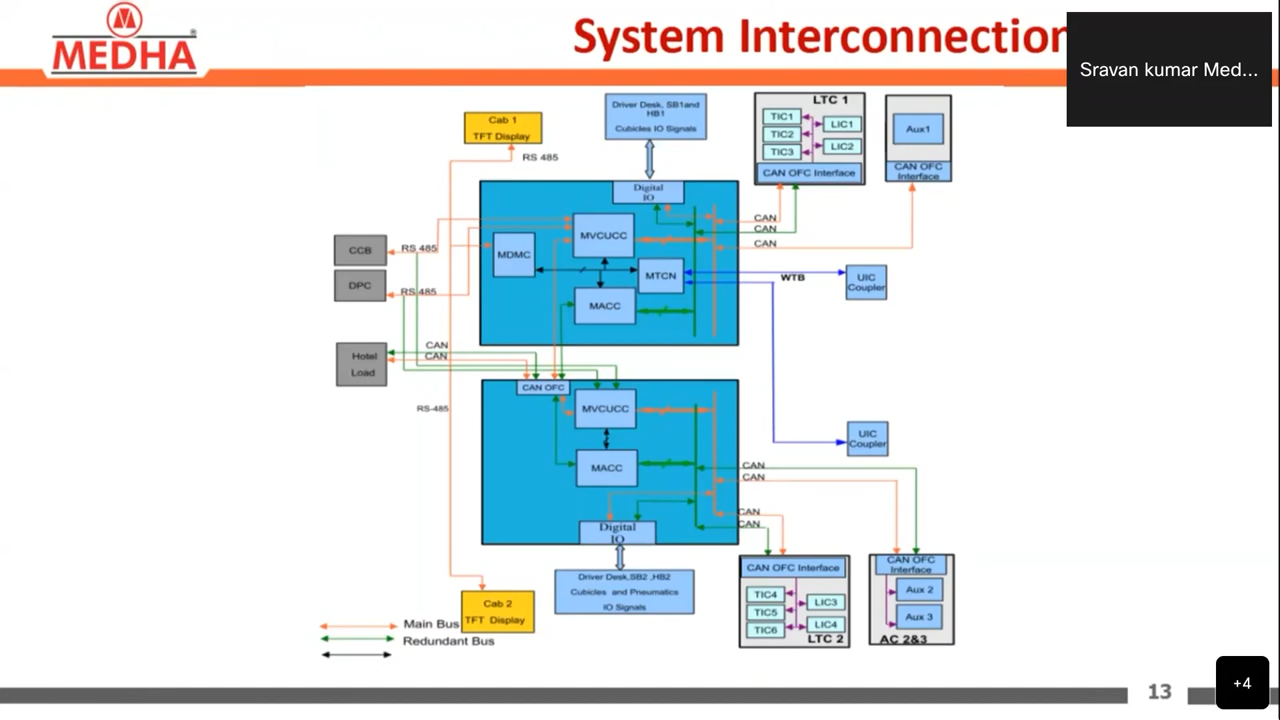 MEDHA
®
System Interconnection
Sravan kumar Med...
Cab 1
TFT Display
RS 485
Driver Desk, SB1and
HB1
Cubicles IO Signals
LTC 1
TIC1
TIC2
TIC3
LIC1
LIC2
CAN OFC Interface
Aux1
CAN OFC
Interface
Digital
IO
MVCUCC
MDMC
MTCN
MACC
CAN
CAN
CAN
CCB
RS 485
DPC
RS 485
WTB
UIC
Coupler
Hotel
Load
CAN
CAN
CAN OFC
MVCUCC
RS-485
MACC
UIC
Coupler
CAN
CAN
CAN
CAN
Digital
IO
Driver Desk,SB2 ,HB2
Cubicles and Pneumatics
IO Signals
Cab 2
TFT Display
CAN OFC Interface
TIC4
TIC5
TIC6
LIC3
LIC4
LTC 2
CAN OFC
Interface
Aux 2
Aux 3
AC 2&3
Main Bus
Redundant Bus
13
+4